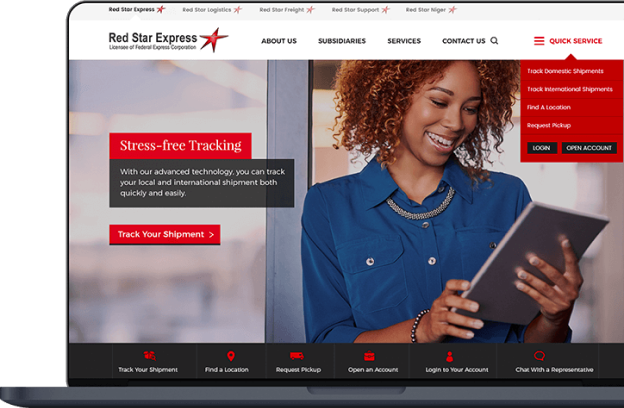 Red Star Express Red Star Logistics Red Star Freight Red Star Support Red Star Niger
Red Star Express
Licensee of Federal Express Corporation
ABOUT US SUBSIDIARIES SERVICES CONTACT US QUICK SERVICE
Track Domestic Shipments
Track International Shipments
Find A Location
Request Pickup
LOGIN OPEN ACCOUNT
Stress-free Tracking
With our advanced technology, you can track
your local and international shipment both
quickly and easily.
Track Your Shipment >
Track Your Shipment Find a Location Request Pickup Open an Account Login to Your Account Chat With a Representative